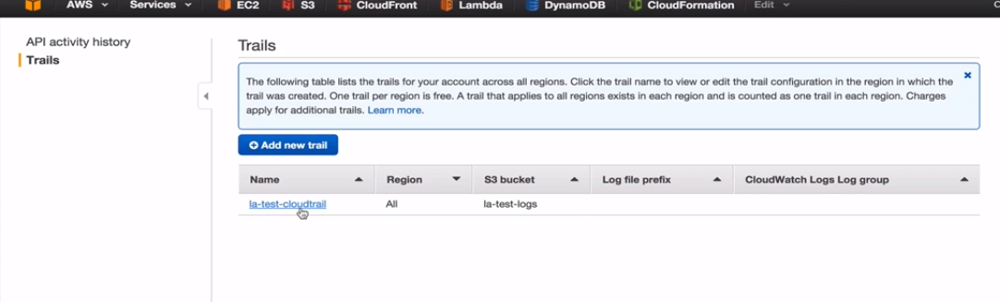 AWS Services EC2 S3 CloudFront Lambda DynamoDB CloudFormation Edit
API activity history
Trails
Trails
The following table lists the trails for your account across all regions. Click the trail name to view or edit the trail configuration in the region in which the
trail was created. One trail per region is free. A trail that applies to all regions exists in each region and is counted as one trail in each region. Charges
apply for additional trails. Learn more.
Add new trail
Name Region S3 bucket Log file prefix CloudWatch Logs Log group
la-test-cloudtrail All la-test-logs